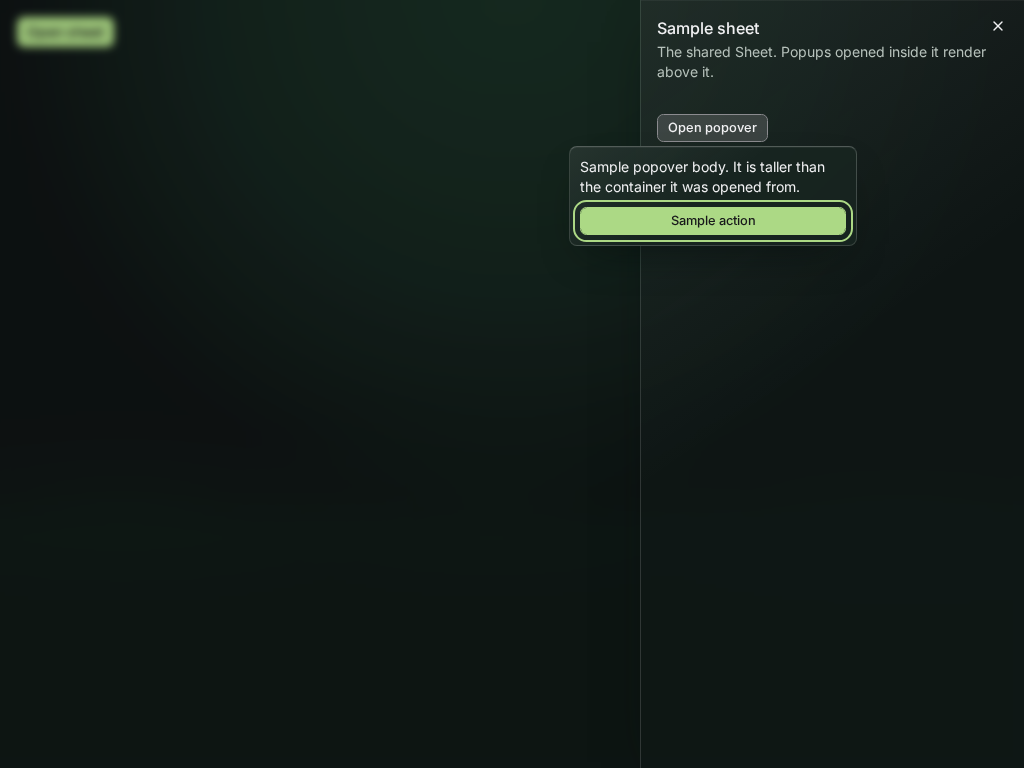 Sample sheet
The shared Sheet. Popups opened inside it render
above it.
Open popover
Sample popover body. It is taller than
the container it was opened from.
Sample action